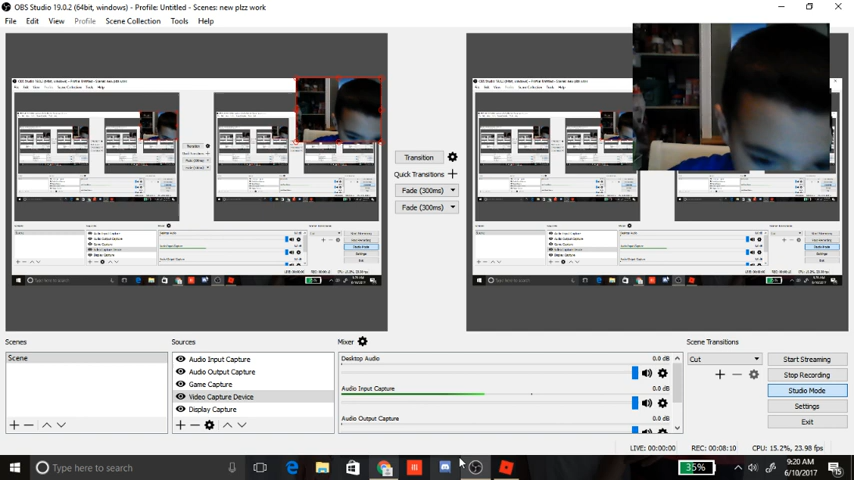 OBS Studio 19.0.2 (64bit, windows) - Profile: Untitled - Scenes: new plzz work
File Edit View Profile Scene Collection Tools Help
Transition
Quick Transitions
Fade (300ms)
Fade (300ms)
Scenes
Scene
Sources
Audio Input Capture
Audio Output Capture
Game Capture
Video Capture Device
Display Capture
Mixer
Desktop Audio 0.0 dB
Audio Input Capture 0.0 dB
Audio Output Capture 0.0 dB
Scene Transitions
Cut
Start Streaming
Stop Recording
Studio Mode
Settings
Exit
LIVE: 00:00:00 REC: 00:08:10 CPU: 15.2%, 23.98 fps
Type here to search
35%
9:20 AM
6/10/2017